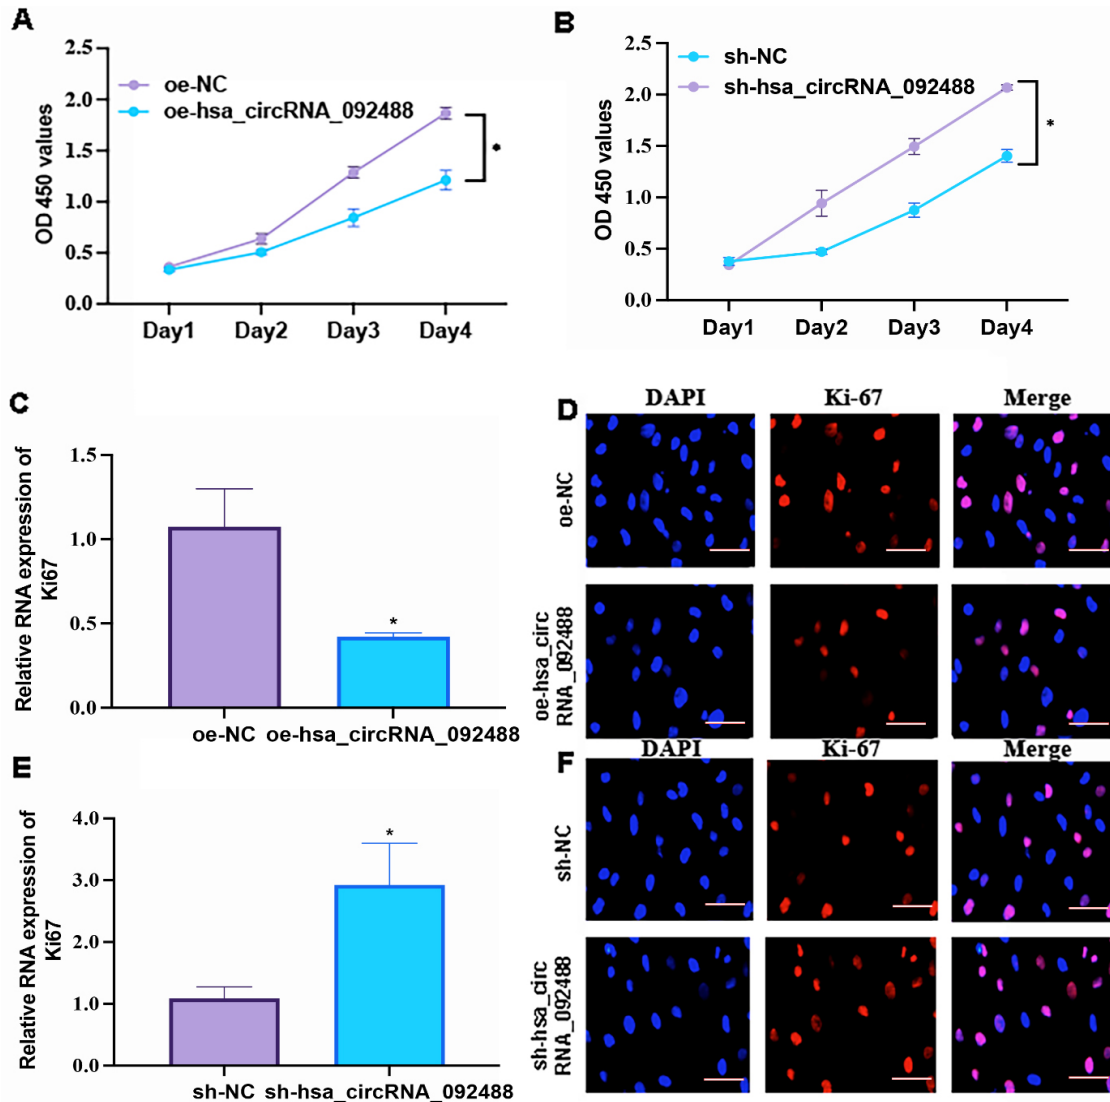 A
2.5
2.0
1.5
1.0
0.5
0.0
OD 450 values
oe-NC
oe-hsa_circRNA_092488
*
Day1 Day2 Day3 Day4
B
2.5
2.0
1.5
1.0
0.5
0.0
OD 450 values
sh-NC
sh-hsa_circRNA_092488
*
Day1 Day2 Day3 Day4
C
1.5
1.0
0.5
0.0
Relative RNA expression of
Ki67
*
oe-NC oe-hsa_circRNA_092488
D
DAPI Ki-67 Merge
oe-NC
oe-hsa_circ
RNA_092488
E
4.0
3.0
2.0
1.0
0.0
Relative RNA expression of
Ki67
*
sh-NC sh-hsa_circRNA_092488
F
DAPI Ki-67 Merge
sh-NC
sh-hsa_circ
RNA_092488